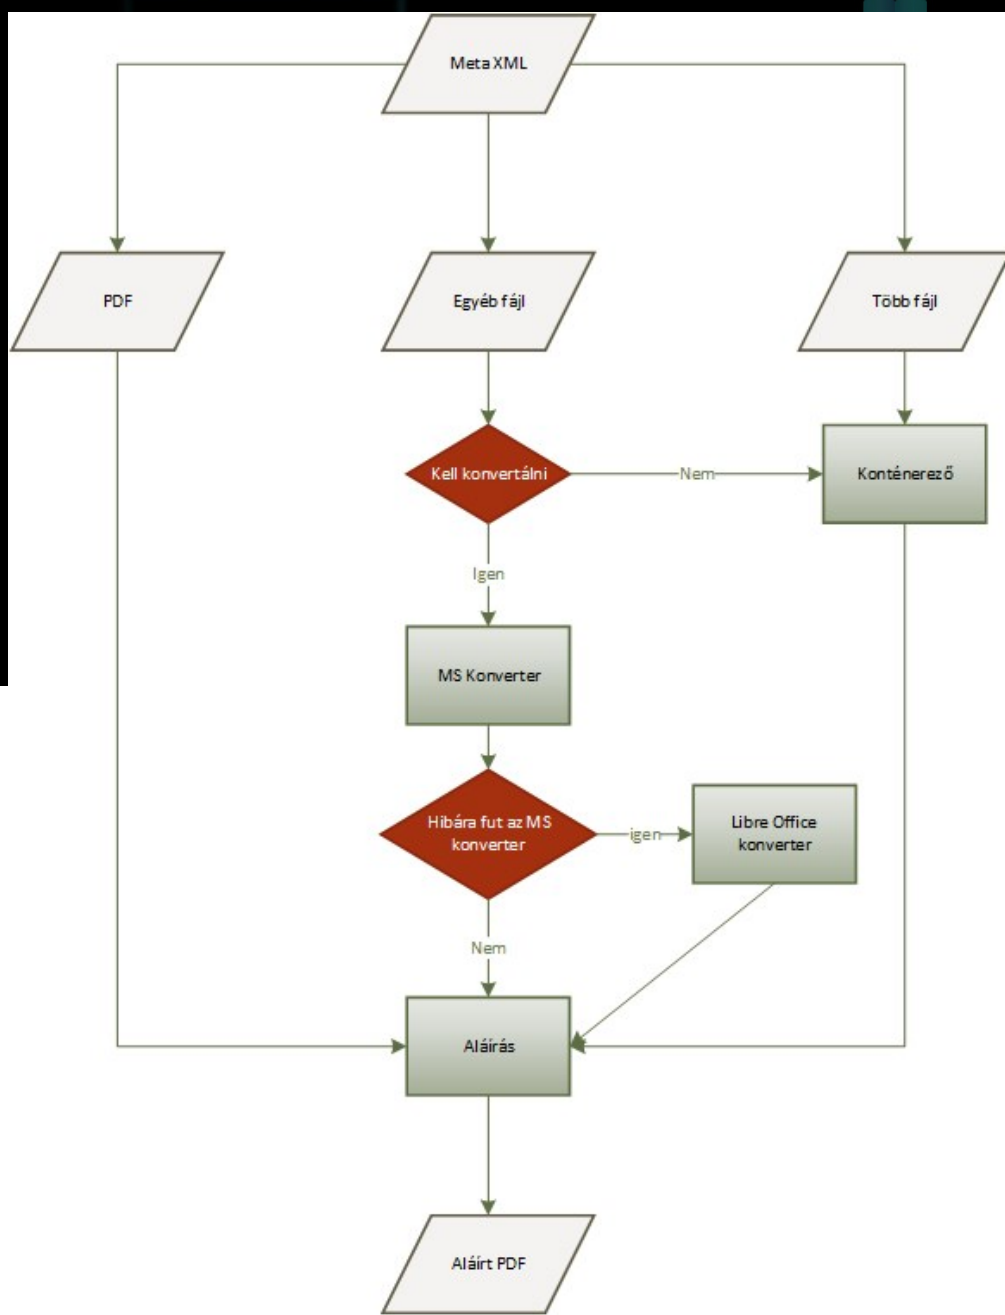 Meta XML
PDF
Egyéb fájl
Több fájl
Kell konvertálni
Nem
Konténerező
Igen
MS Konverter
Hibára fut az MS
konverter
igen
Libre Office
konverter
Nem
Aláírás
Aláírt PDF